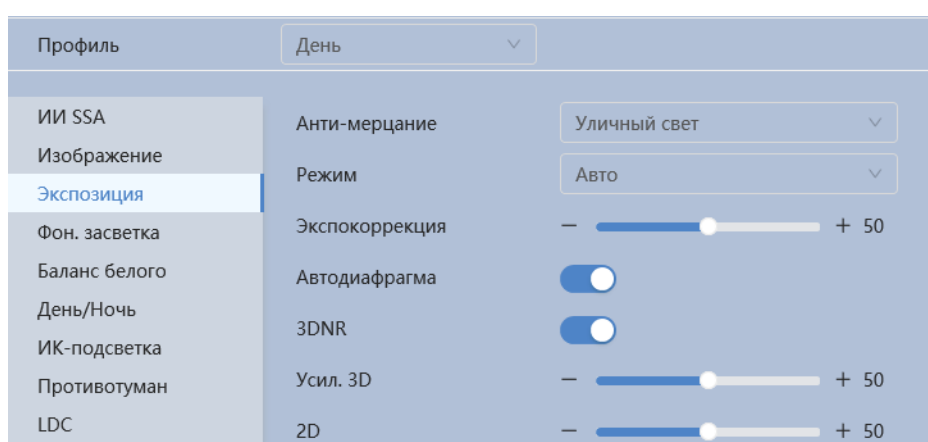 Профиль День
ИИ SSA
Изображение
Экспозиция
Фон. засветка
Баланс белого
День/Ночь
ИК-подсветка
Противотуман
LDC
Анти-мерцание Уличный свет
Режим Авто
Экспокоррекция − + 50
Автодиафрагма
3DNR
Усил. 3D − + 50
2D − + 50